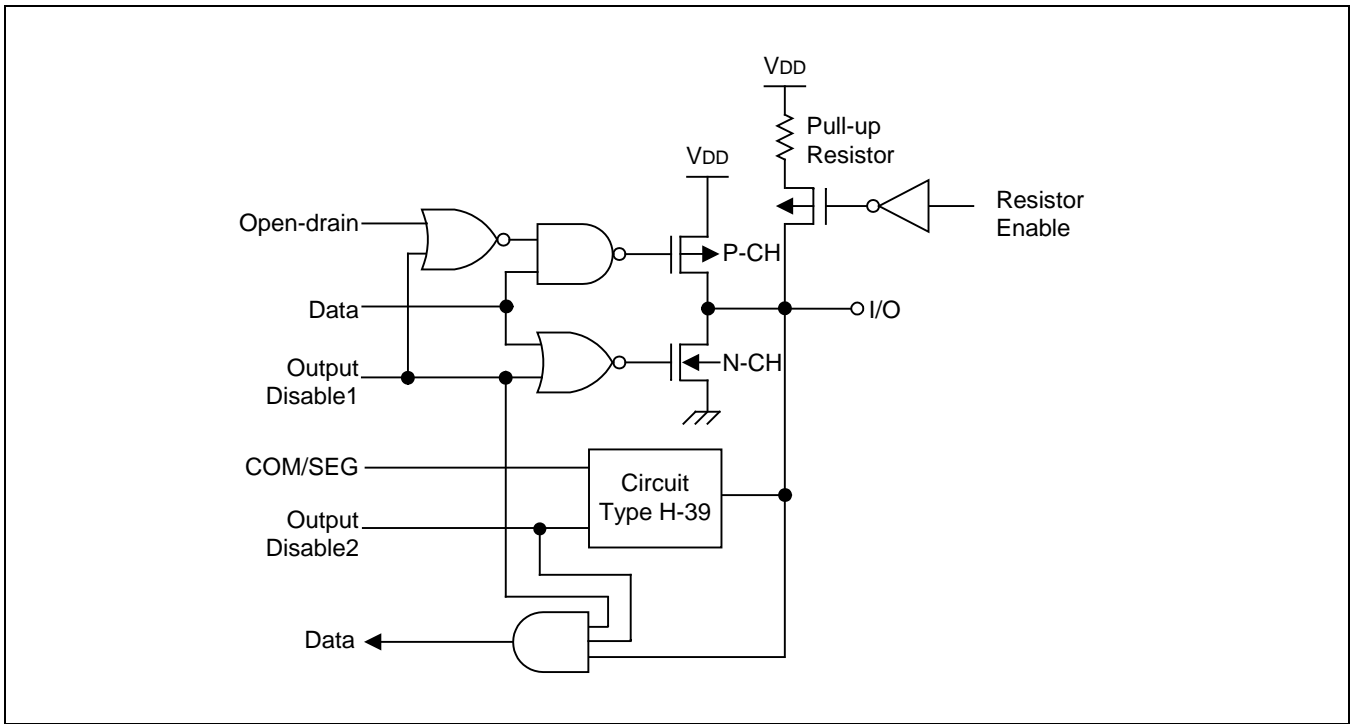 VDD
Pull-up
Resistor
VDD
Resistor
Enable
Open-drain
P-CH
Data
I/O
Output
Disable1
N-CH
COM/SEG
Circuit
Type H-39
Output
Disable2
Data